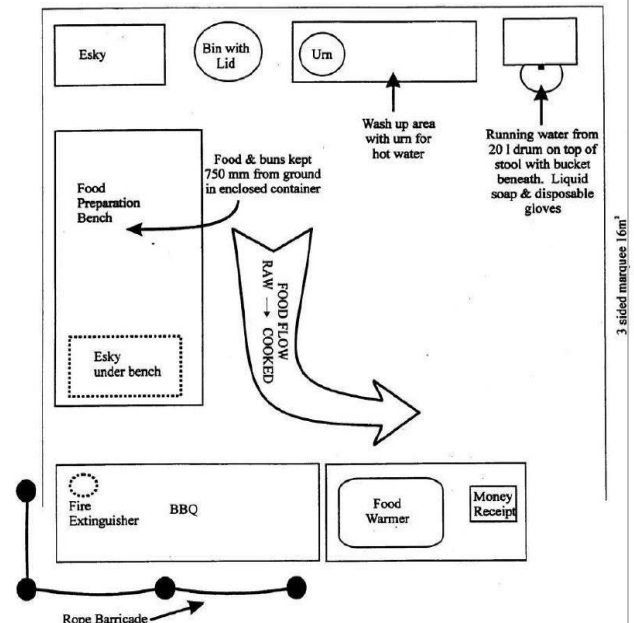 Esky
Bin with
Lid
Urn
Wash up area
with urn for
hot water
Running water from
20 l drum on top of
stool with bucket
beneath. Liquid
soap & disposable
gloves
Food & buns kept
750 mm from ground
in enclosed container
Food
Preparation
Bench
3 sided marquee 16m²
FOOD FLOW
RAW → COOKED
Esky
under bench
Fire
Extinguisher
BBQ
Food
Warmer
Money
Receipt
Rope Barricade